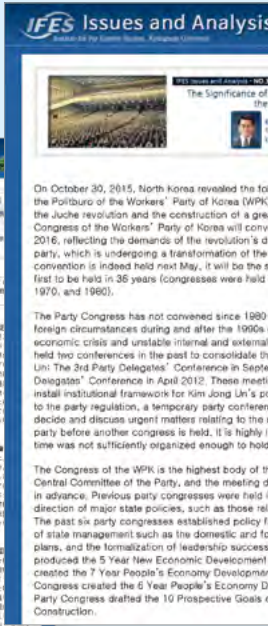 IFES Issues and Analysis
Institute for Far Eastern Studies, Kyungnam University
IFES Issues and Analysis - NO.
The Significance of
the
On October 30, 2015, North Korea revealed the fo
the Politburo of the Workers' Party of Korea (WPK
the Juche revolution and the construction of a gre
Congress of the Workers' Party of Korea will conv
2016, reflecting the demands of the revolution's d
party, which is undergoing a transformation of the
convention is indeed held next May, it will be the s
first to be held in 36 years (congresses were held
1970, and 1980).
The Party Congress has not convened since 1980
foreign circumstances during and after the 1990s
economic crisis and unstable internal and external
held two conferences in the past to consolidate th
Un: The 3rd Party Delegates' Conference in Septe
Delegates' Conference in April 2012. These meeti
install institutional framework for Kim Jong Un's po
to the party regulation, a temporary party conferen
decide and discuss urgent matters relating to the
party before another congress is held. It is highly l
time was not sufficiently organized enough to hold
The Congress of the WPK is the highest body of th
Central Committee of the Party, and the meeting d
in advance. Previous party congresses were held i
direction of major state policies, such as those rel
The past six party congresses established policy f
of state management such as the domestic and fo
plans, and the formalization of leadership success
produced the 5 Year New Economic Development
created the 7 Year People's Economy Developmen
Congress created the 6 Year People's Economy D
Party Congress drafted the 10 Prospective Goals o
Construction.